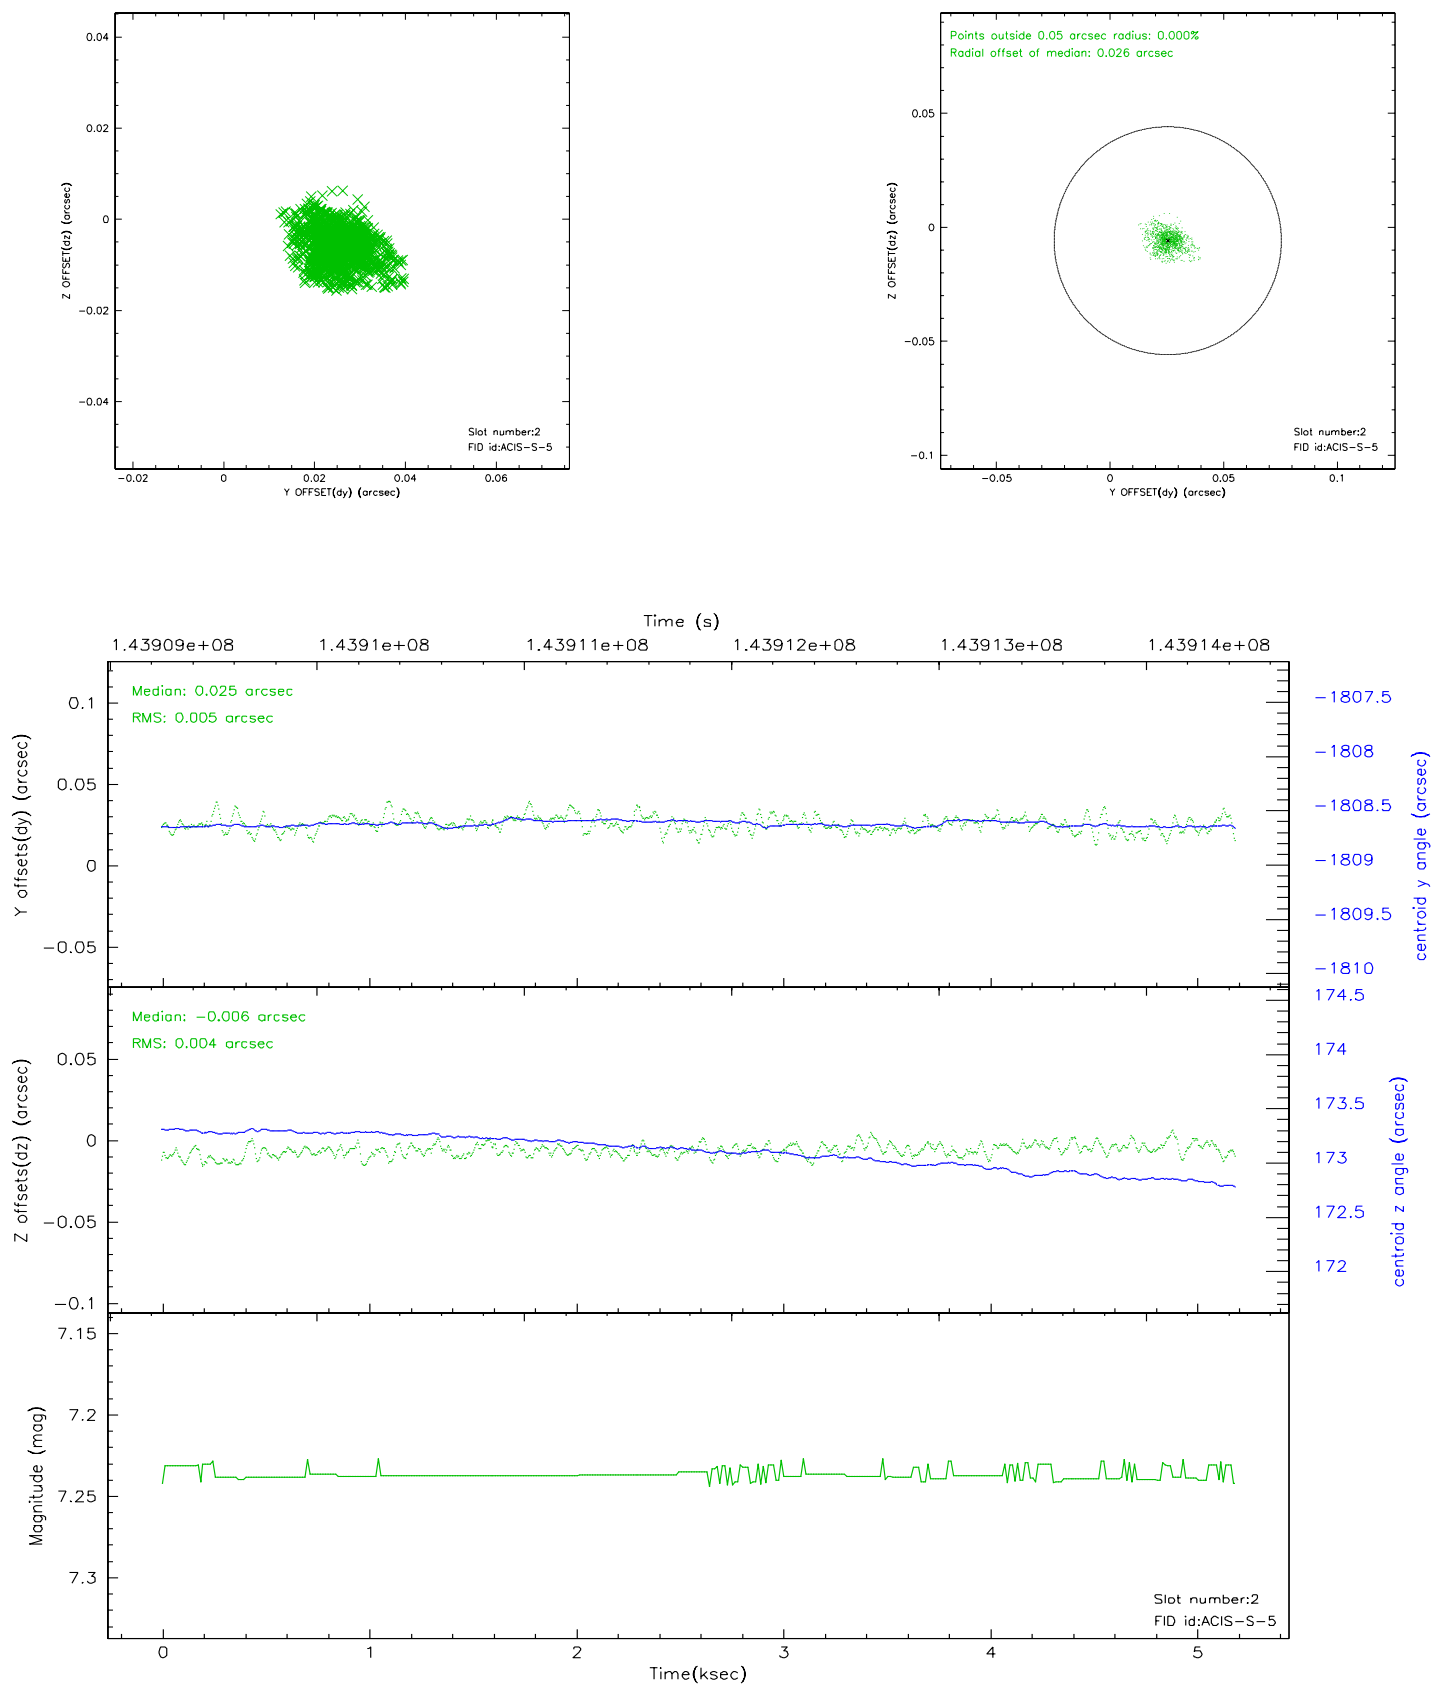 0.04
0.02
0
−0.02
−0.04
Z OFFSET(dz) (arcsec)
Slot number:2
FID id:ACIS−S−5
−0.02 0 0.02 0.04 0.06
Y OFFSET(dy) (arcsec)
Points outside 0.05 arcsec radius: 0.000%
Radial offset of median: 0.026 arcsec
0.05
0
−0.05
−0.1
Z OFFSET(dz) (arcsec)
Slot number:2
FID id:ACIS−S−5
−0.05 0 0.05 0.1
Y OFFSET(dy) (arcsec)
Time (s)
1.43909e+08 1.4391e+08 1.43911e+08 1.43912e+08 1.43913e+08 1.43914e+08
Median: 0.025 arcsec
RMS: 0.005 arcsec
0.1
0.05
0
−0.05
Y offsets(dy) (arcsec)
−1807.5
−1808
−1808.5
−1809
−1809.5
−1810
centroid y angle (arcsec)
Median: −0.006 arcsec
RMS: 0.004 arcsec
0.05
0
−0.05
−0.1
Z offsets(dz) (arcsec)
174.5
174
173.5
173
172.5
172
centroid z angle (arcsec)
7.15
7.2
7.25
7.3
Magnitude (mag)
Slot number:2
FID id:ACIS−S−5
0 1 2 3 4 5
Time(ksec)